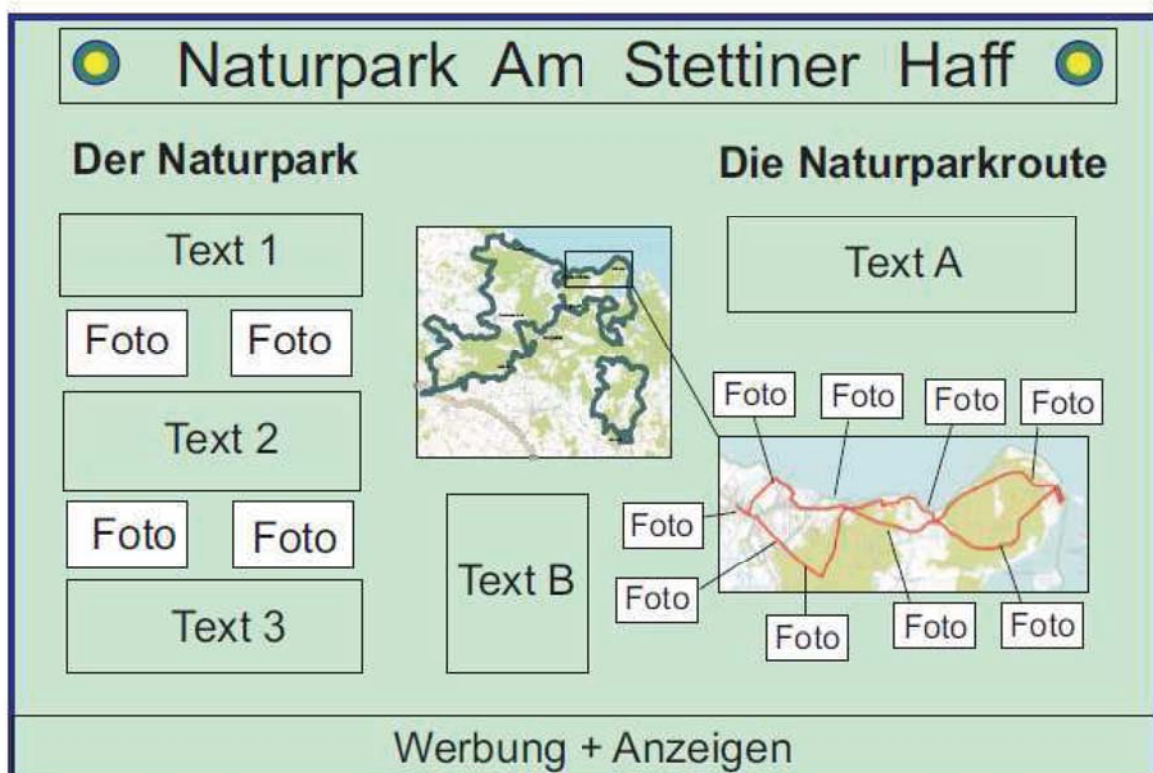 Naturpark Am Stettiner Haff
Der Naturpark
Text 1
Foto Foto
Text 2
Foto Foto
Text 3
Text B
Die Naturparkroute
Text A
Foto Foto Foto Foto
Foto
Foto
Foto Foto Foto
Werbung + Anzeigen